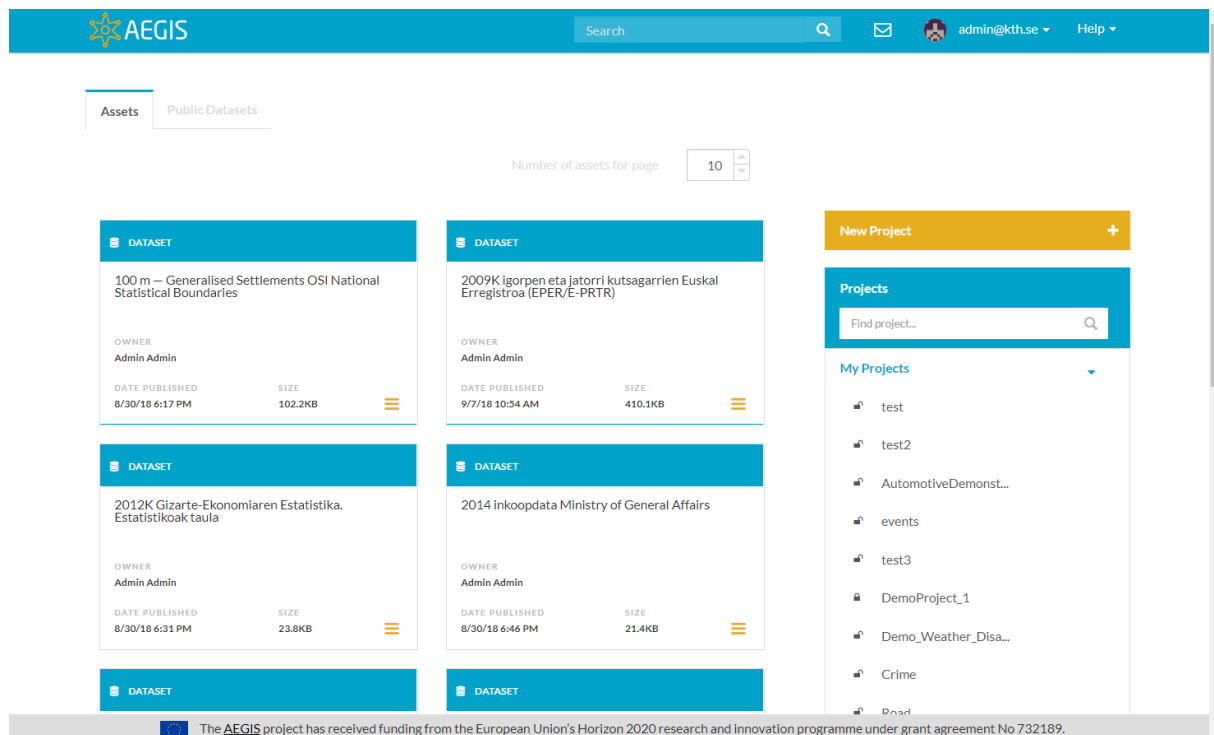 AEGIS
Search
admin@kth.se
Help
Assets
Public Datasets
Number of assets for page
10
DATASET
100 m — Generalised Settlements OSI National
Statistical Boundaries
OWNER
Admin Admin
DATE PUBLISHED
SIZE
8/30/18 6:17 PM
102.2KB
DATASET
2009K igorpen eta jatorri kutsagarrien Euskal
Erregistroa (EPER/E-PRTR)
OWNER
Admin Admin
DATE PUBLISHED
SIZE
9/7/18 10:54 AM
410.1KB
DATASET
2012K Gizarte-Ekonomiaren Estatistika.
Estatistikoak taula
OWNER
Admin Admin
DATE PUBLISHED
SIZE
8/30/18 6:31 PM
23.8KB
DATASET
2014 inkoopdata Ministry of General Affairs
OWNER
Admin Admin
DATE PUBLISHED
SIZE
8/30/18 6:46 PM
21.4KB
DATASET
DATASET
New Project
Projects
Find project...
My Projects
test
test2
AutomotiveDemonst...
events
test3
DemoProject_1
Demo_Weather_Disa...
Crime
Road
The AEGIS project has received funding from the European Union's Horizon 2020 research and innovation programme under grant agreement No 732189.